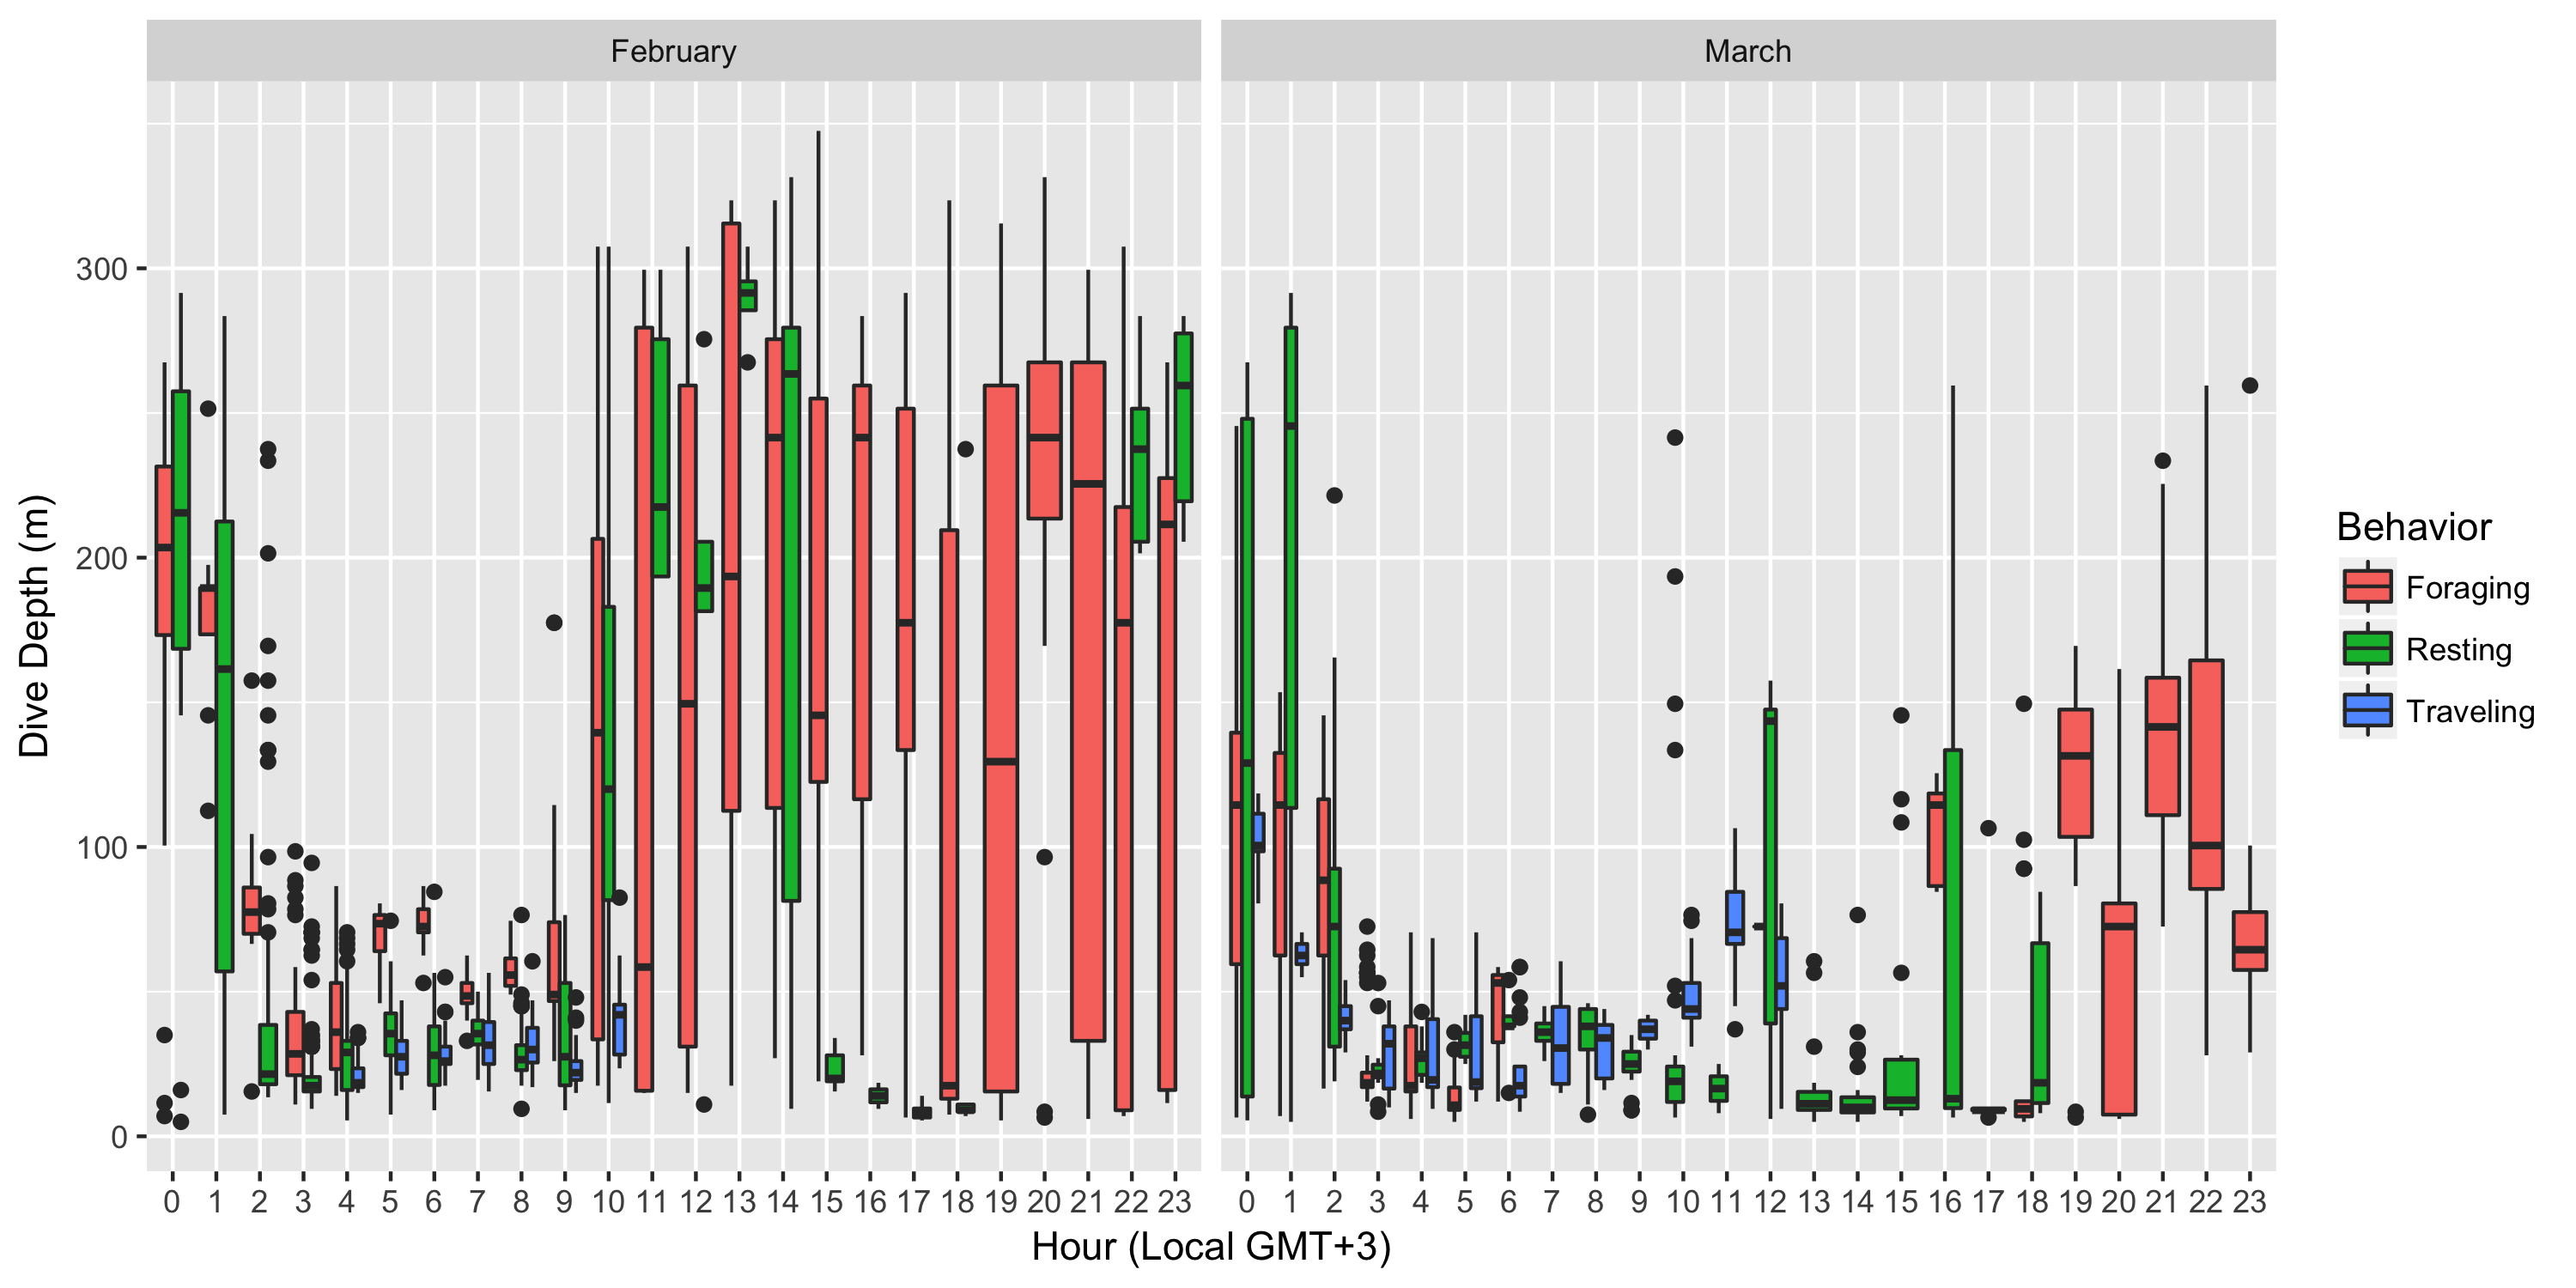 February
March
300
200
100
0
Dive Depth (m)
0 1 2 3 4 5 6 7 8 9 10 11 12 13 14 15 16 17 18 19 20 21 22 23
0 1 2 3 4 5 6 7 8 9 10 11 12 13 14 15 16 17 18 19 20 21 22 23
Hour (Local GMT+3)
Behavior
Foraging
Resting
Traveling